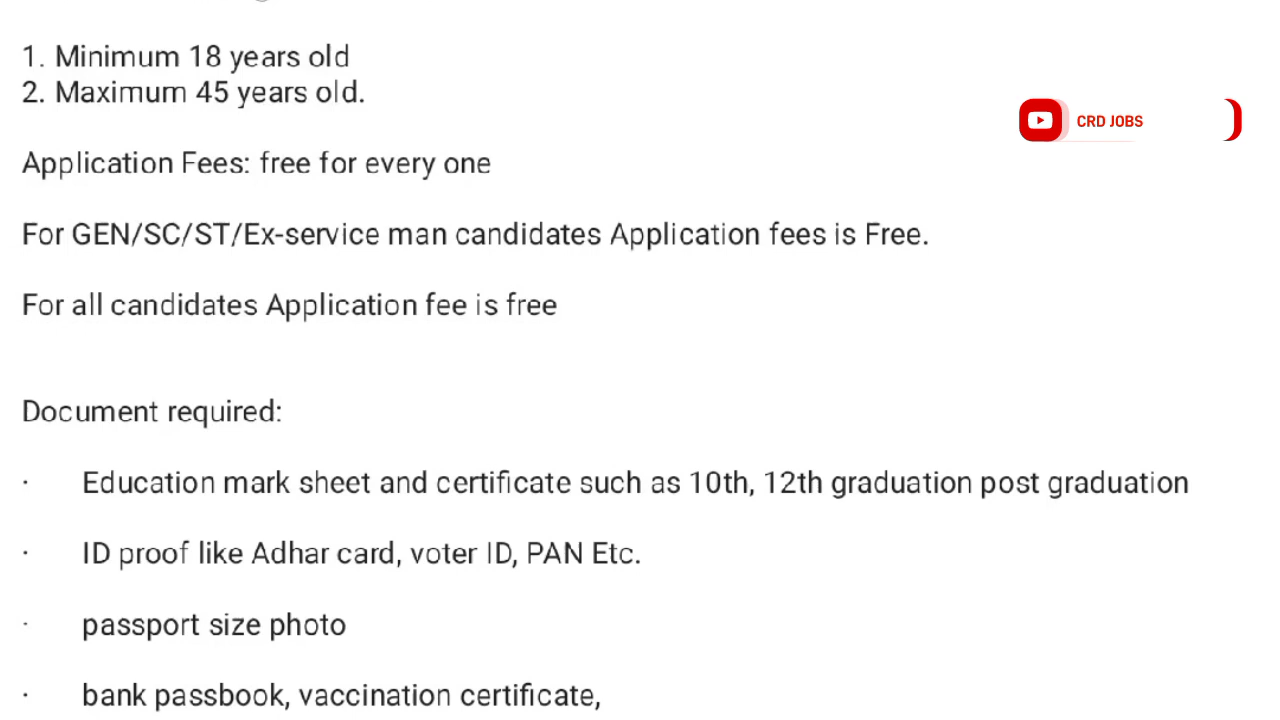 1. Minimum 18 years old
2. Maximum 45 years old.
CRD JOBS
Application Fees: free for every one
For GEN/SC/ST/Ex-service man candidates Application fees is Free.
For all candidates Application fee is free
Document required:
· Education mark sheet and certificate such as 10th, 12th graduation post graduation
· ID proof like Adhar card, voter ID, PAN Etc.
· passport size photo
· bank passbook, vaccination certificate,